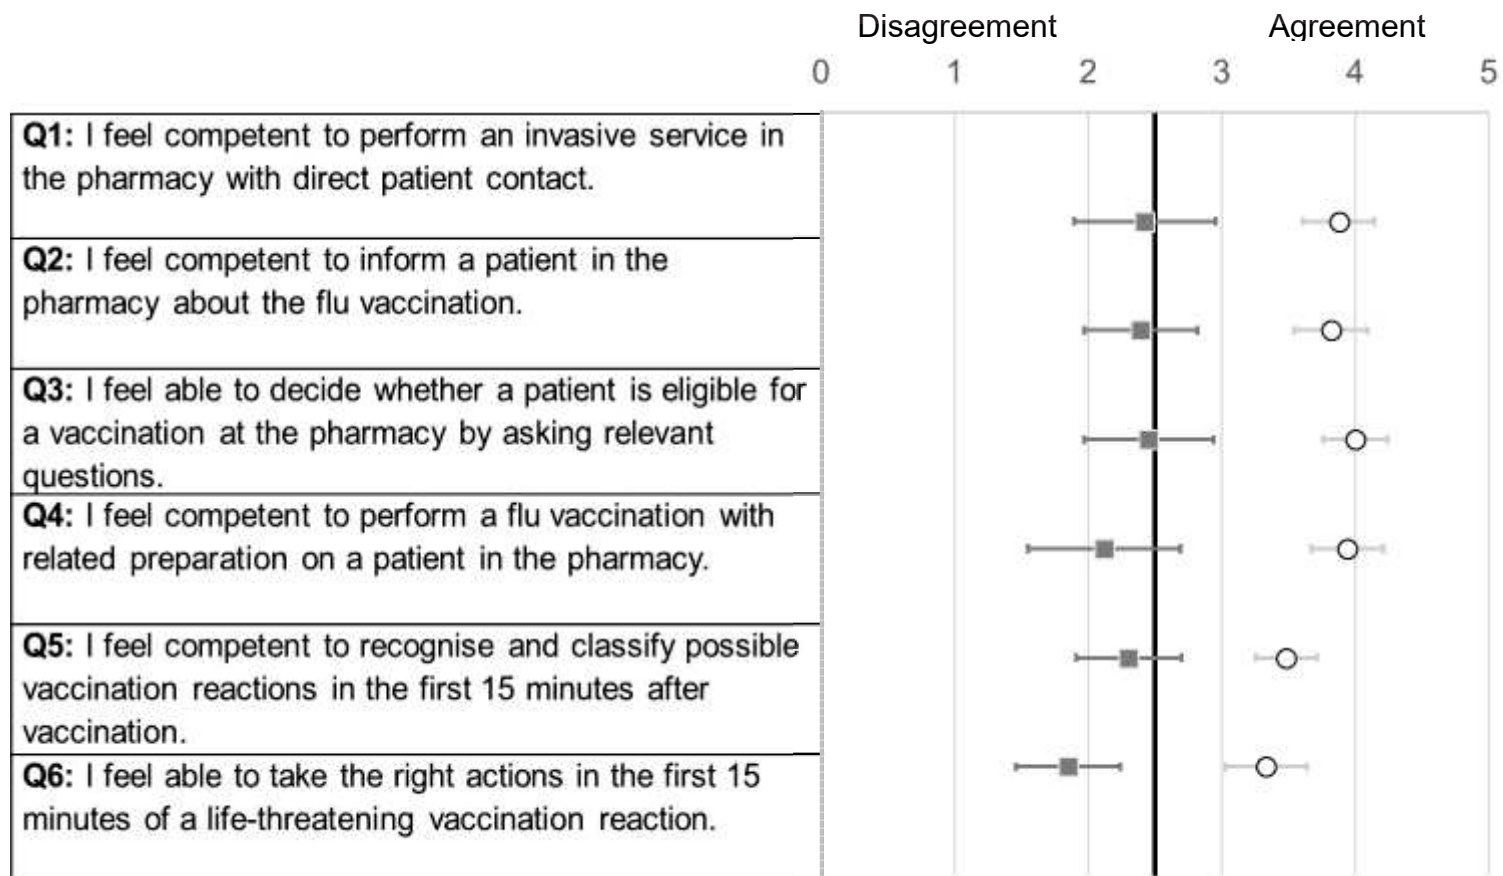 Disagreement Agreement
0 1 2 3 4 5
Q1: I feel competent to perform an invasive service in
the pharmacy with direct patient contact.
Q2: I feel competent to inform a patient in the
pharmacy about the flu vaccination.
Q3: I feel able to decide whether a patient is eligible for
a vaccination at the pharmacy by asking relevant
questions.
Q4: I feel competent to perform a flu vaccination with
related preparation on a patient in the pharmacy.
Q5: I feel competent to recognise and classify possible
vaccination reactions in the first 15 minutes after
vaccination.
Q6: I feel able to take the right actions in the first 15
minutes of a life-threatening vaccination reaction.